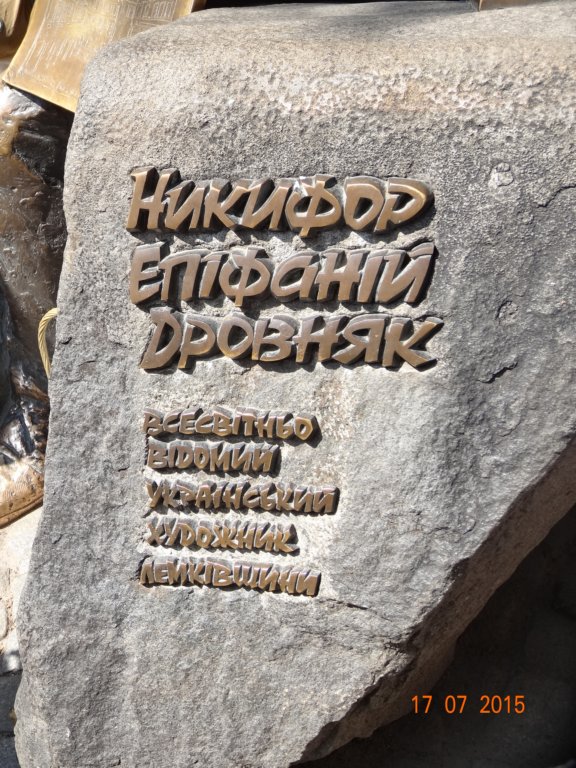 Никифор
Епіфаній
Дровняк
всесвітньо
відомий
український
художник
Лемківщини
17 07 2015